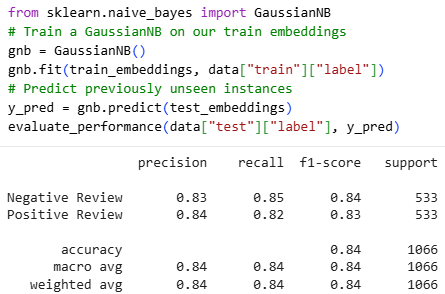 from sklearn.naive_bayes import GaussianNB
# Train a GaussianNB on our train embeddings
gnb = GaussianNB()
gnb.fit(train_embeddings, data["train"]["label"])
# Predict previously unseen instances
y_pred = gnb.predict(test_embeddings)
evaluate_performance(data["test"]["label"], y_pred)
precision recall f1-score support
Negative Review 0.83 0.85 0.84 533
Positive Review 0.84 0.82 0.83 533
accuracy 0.84 1066
macro avg 0.84 0.84 0.84 1066
weighted avg 0.84 0.84 0.84 1066